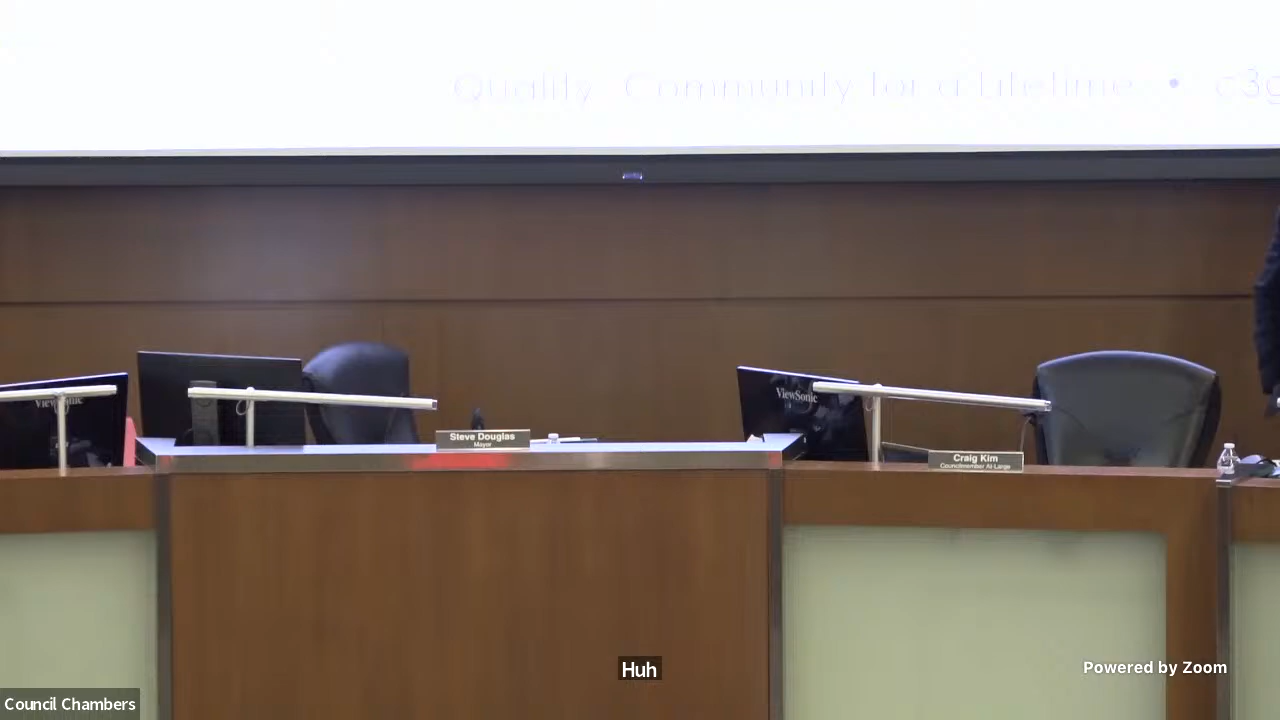 Quality Community for a Lifetime •
ViewSonic
ViewSonic
Steve Douglas
Mayor
Craig Kim
Councilmember At-Large
Huh
Powered by Zoom
Council Chambers